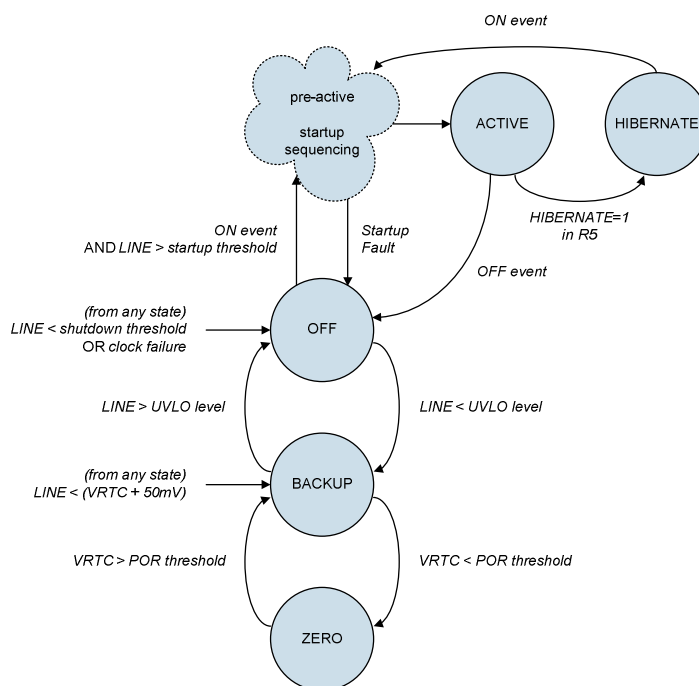 ON event
pre-active
startup
sequencing
ACTIVE
HIBERNATE
HIBERNATE=1
in R5
ON event
AND LINE > startup threshold
Startup
Fault
OFF event
(from any state)
LINE < shutdown threshold
OR clock failure
OFF
LINE > UVLO level
LINE < UVLO level
(from any state)
LINE < (VRTC + 50mV)
BACKUP
VRTC > POR threshold
VRTC < POR threshold
ZERO